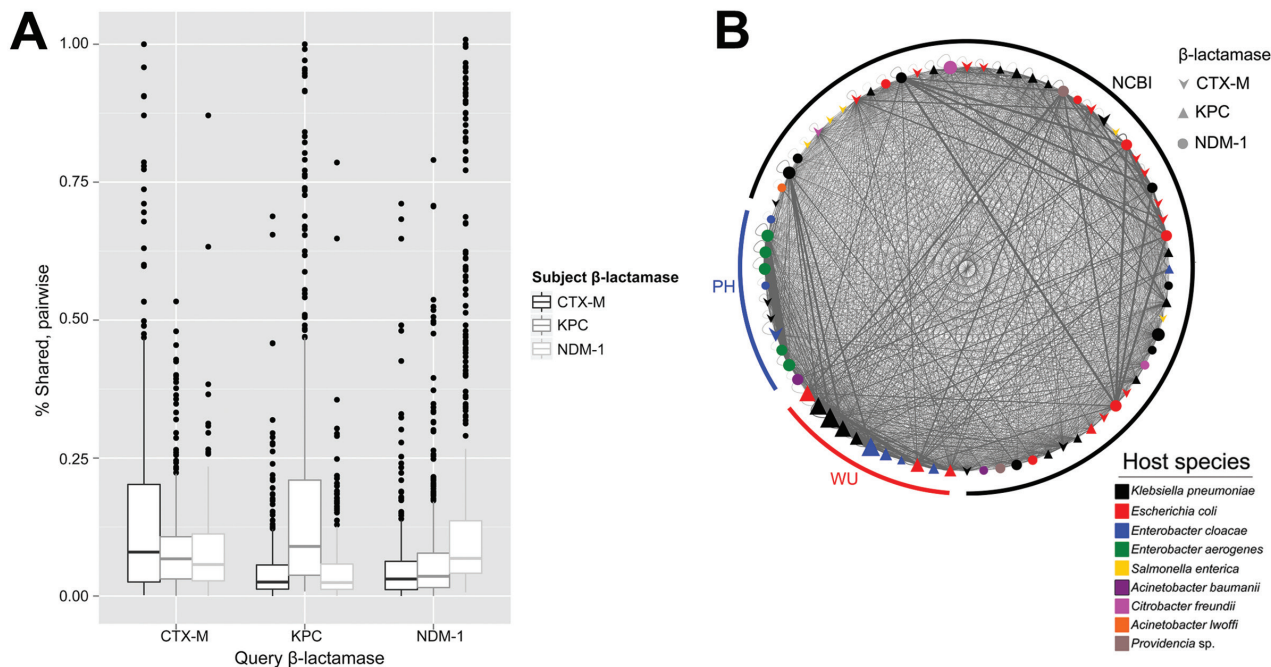 A
% Shared, pairwise
1.00
0.75
0.50
0.25
0.00
CTX-M
KPC
NDM-1
Query β-lactamase
Subject β-lactamase
CTX-M
KPC
NDM-1
B
NCBI
PH
WU
β-lactamase
CTX-M
KPC
NDM-1
Host species
Klebsiella pneumoniae
Escherichia coli
Enterobacter cloacae
Enterobacter aerogenes
Salmonella enterica
Acinetobacter baumanii
Citrobacter freundii
Acinetobacter lwoffi
Providencia sp.